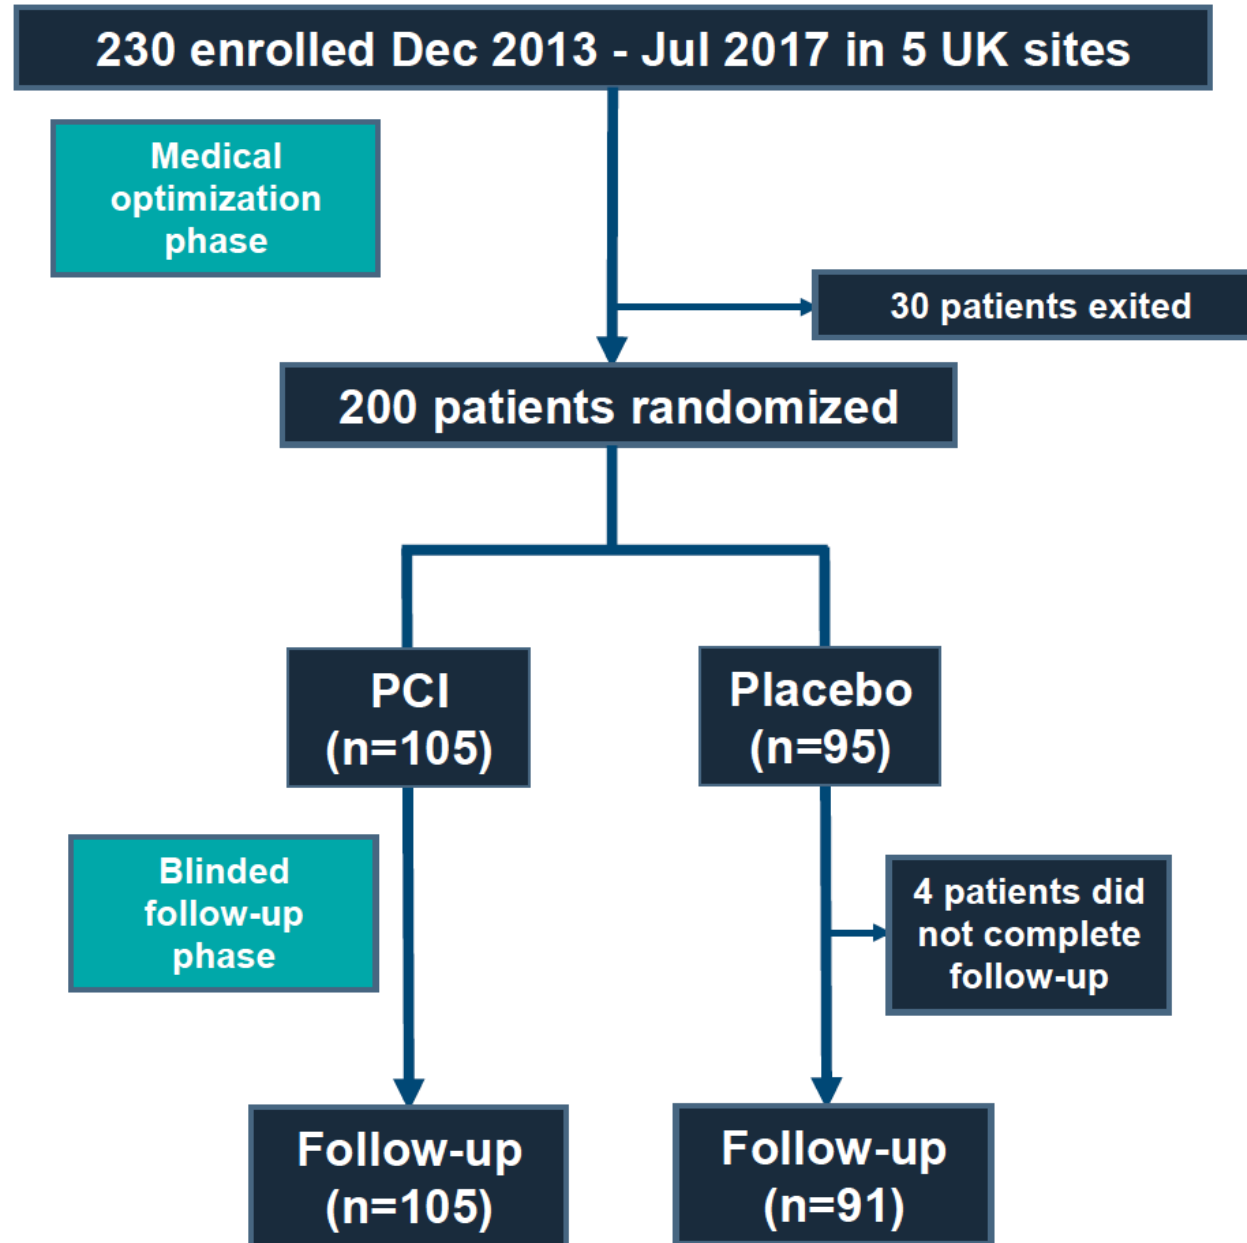 230 enrolled Dec 2013 - Jul 2017 in 5 UK sites
Medical
optimization
phase
30 patients exited
200 patients randomized
PCI
(n=105)
Placebo
(n=95)
Blinded
follow-up
phase
4 patients did
not complete
follow-up
Follow-up
(n=105)
Follow-up
(n=91)